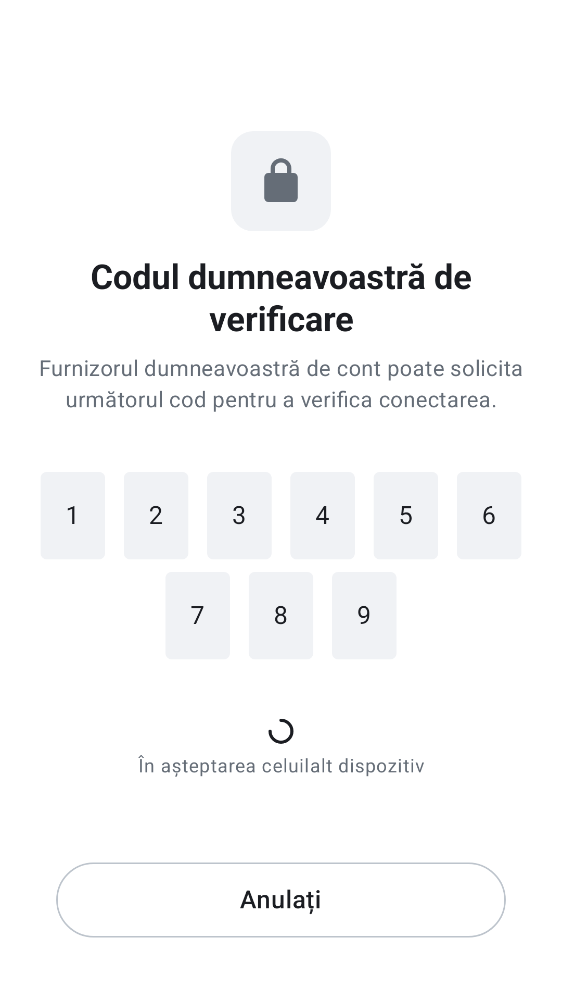 Codul dumneavoastră de
verificare
Furnizorul dumneavoastră de cont poate solicita
următorul cod pentru a verifica conectarea.
1 2 3 4 5 6
7 8 9
În așteptarea celuilalt dispozitiv
Anulați